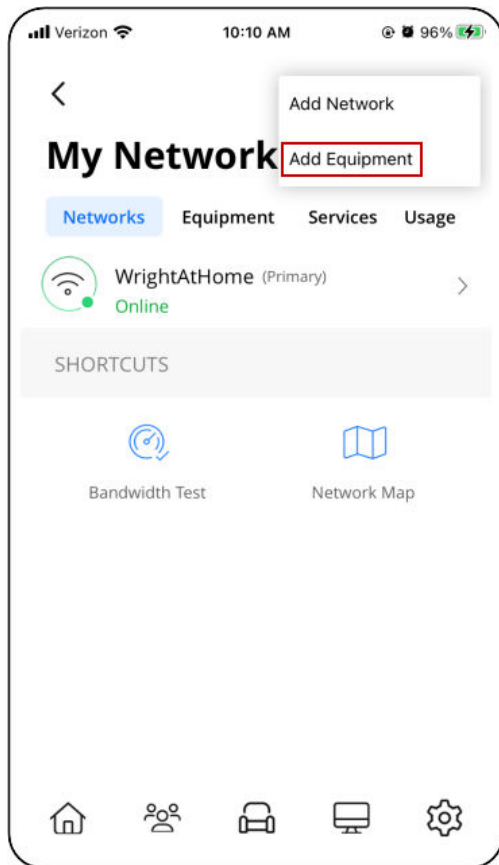 Verizon 10:10 AM 96%
Add Network
My Network
Add Equipment
Networks Equipment Services Usage
WrightAtHome (Primary)
Online
SHORTCUTS
Bandwidth Test Network Map